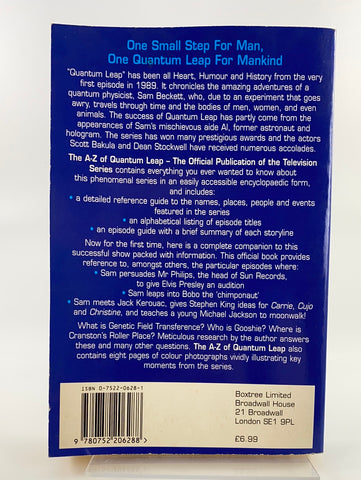 One Small Step For Man,
One Quantum Leap For Mankind
"Quantum Leap" has been all Heart, Humour and History from the very
first episode in 1989. It chronicles the amazing adventures of a
quantum physicist, Sam Beckett, who, due to an experiment that goes
awry, travels through time and the bodies of men, women, and even
animals. The success of Quantum Leap has partly come from the
appearances of Sam's mischievous aide Al, former astronaut and
hologram. The series has won many prestigious awards and the actors
Scott Bakula and Dean Stockwell have received numerous accolades.
The A-Z of Quantum Leap – The Official Publication of the Television
Series contains everything you ever wanted to know about
this phenomenal series in an easily accessible encyclopaedic form,
and includes:
• a detailed reference guide to the names, places, people and events
featured in the series
• an alphabetical listing of episode titles
• an episode guide with a brief summary of each storyline
Now for the first time, here is a complete companion to this
successful show packed with information. This official book provides
reference to, amongst others, the particular episodes where:
• Sam persuades Mr Philips, the head of Sun Records,
to give Elvis Presley an audition
• Sam leaps into Bobo the 'chimponaut'
• Sam meets Jack Kerouac, gives Stephen King ideas for Carrie, Cujo
and Christine, and teaches a young Michael Jackson to moonwalk!
What is Genetic Field Transference? Who is Gooshie? Where is
Cranston's Roller Place? Meticulous research by the author answers
these and many other questions. The A-Z of Quantum Leap also
contains eight pages of colour photographs vividly illustrating key
moments from the series.
ISBN 0-7522-0628-1
9 780752 206288 >
Boxtree Limited
Broadwall House
21 Broadwall
London SE1 9PL
£6.99